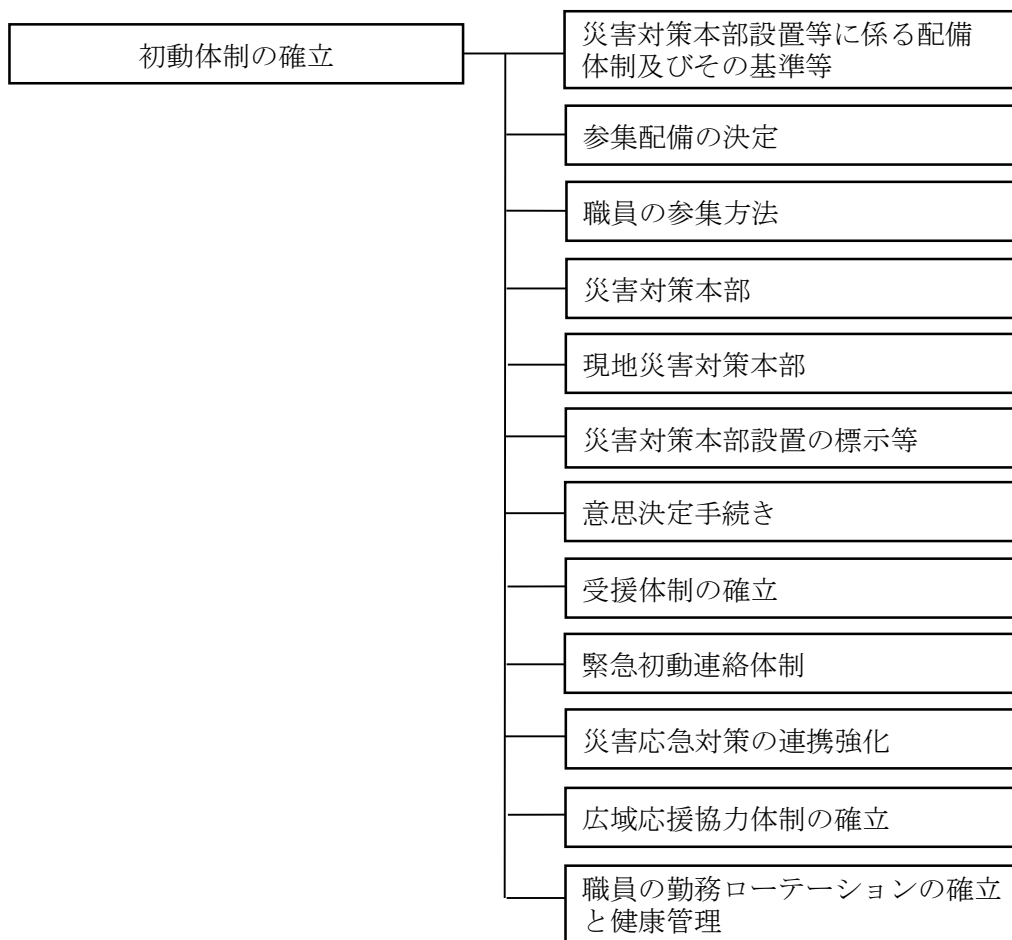 初動体制の確立
災害対策本部設置等に係る配備
体制及びその基準等
参集配備の決定
職員の参集方法
災害対策本部
現地災害対策本部
災害対策本部設置の標示等
意思決定手続き
受援体制の確立
緊急初動連絡体制
災害応急対策の連携強化
広域応援協力体制の確立
職員の勤務ローテーションの確立
と健康管理